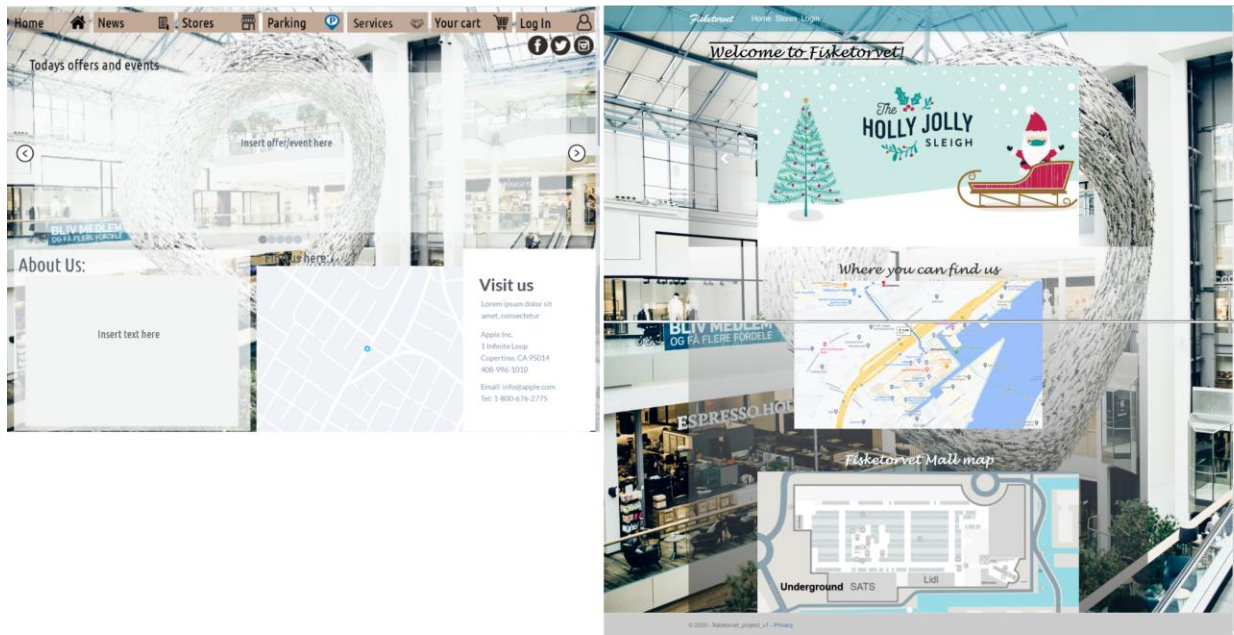 Home News Stores Parking Services Your cart Log In
Todays offers and events
Insert offer/event here
BLIV MEDLEM
OG FÅ FLERE FORDELE
About Us:
Insert text here
Visit us
Lorem ipsum dolor sit
amet, consectetur
Apple Inc.
1 Infinite Loop
Cupertino, CA 95014
408-996-1010
Email: info@apple.com
Tel: 1-800-676-2775
Fisketorvet Home Stores Login
Welcome to Fisketorvet!
The
HOLLY JOLLY
SLEIGH
Where you can find us
BLIV MEDLEM
OG FÅ FLERE FORDELE
ESPRESSO HOU
Fisketorvet Mall map
Underground SATS Lidl
© 2020 - fisketorvet_project_v1 - Privacy